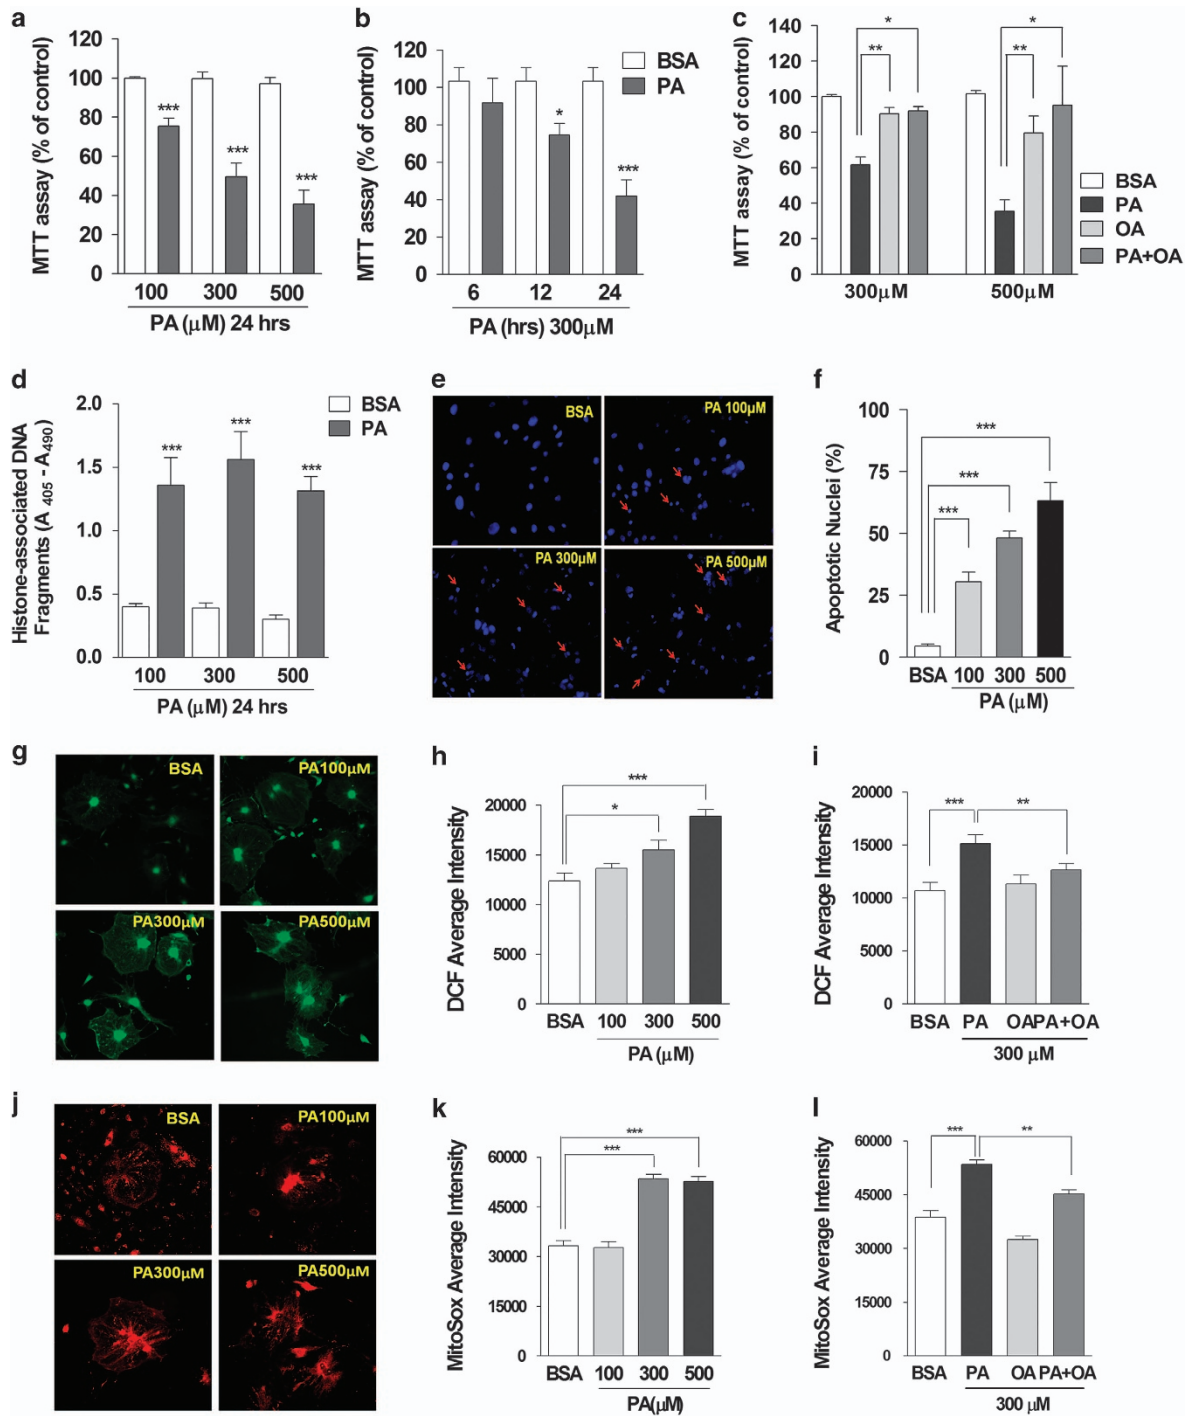 a
MTT assay (% of control)
120
100
80
60
40
20
0
***
***
***
100 300 500
PA (μM) 24 hrs
b
MTT assay (% of control)
120
100
80
60
40
20
0
*
***
BSA
PA
6 12 24
PA (hrs) 300μM
c
MTT assay (% of control)
140
120
100
80
60
40
20
0
*
**
*
**
BSA
PA
OA
PA+OA
300μM 500μM
d
Histone-associated DNA
Fragments (A 405 - A490)
2.0
1.5
1.0
0.5
0.0
***
***
***
BSA
PA
100 300 500
PA (μM) 24 hrs
e
BSA
PA 100μM
PA 300μM
PA 500μM
f
Apoptotic Nuclei (%)
100
75
50
25
0
***
***
***
BSA 100 300 500
PA (μM)
g
BSA
PA100μM
PA300μM
PA500μM
h
DCF Average Intensity
20000
15000
10000
5000
0
***
*
BSA 100 300 500
PA (μM)
i
DCF Average Intensity
20000
15000
10000
5000
0
***
**
BSA PA OAPA+OA
300 μM
j
BSA
PA100μM
PA300μM
PA500μM
k
MitoSox Average Intensity
60000
45000
30000
15000
0
***
***
BSA 100 300 500
PA(μM)
l
MitoSox Average Intensity
60000
45000
30000
15000
0
***
**
BSA PA OA PA+OA
300 μM